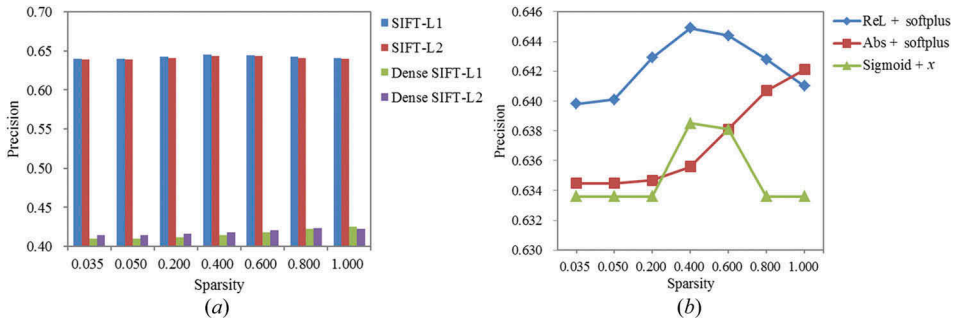 0.70
0.65
0.60
0.55
0.50
0.45
0.40
Precision
0.035 0.050 0.200 0.400 0.600 0.800 1.000
Sparsity
SIFT-L1
SIFT-L2
Dense SIFT-L1
Dense SIFT-L2
(a)
0.646
0.644
0.642
0.640
0.638
0.636
0.634
0.632
0.630
Precision
0.035 0.050 0.200 0.400 0.600 0.800 1.000
Sparsity
ReL + softplus
Abs + softplus
Sigmoid + x
(b)